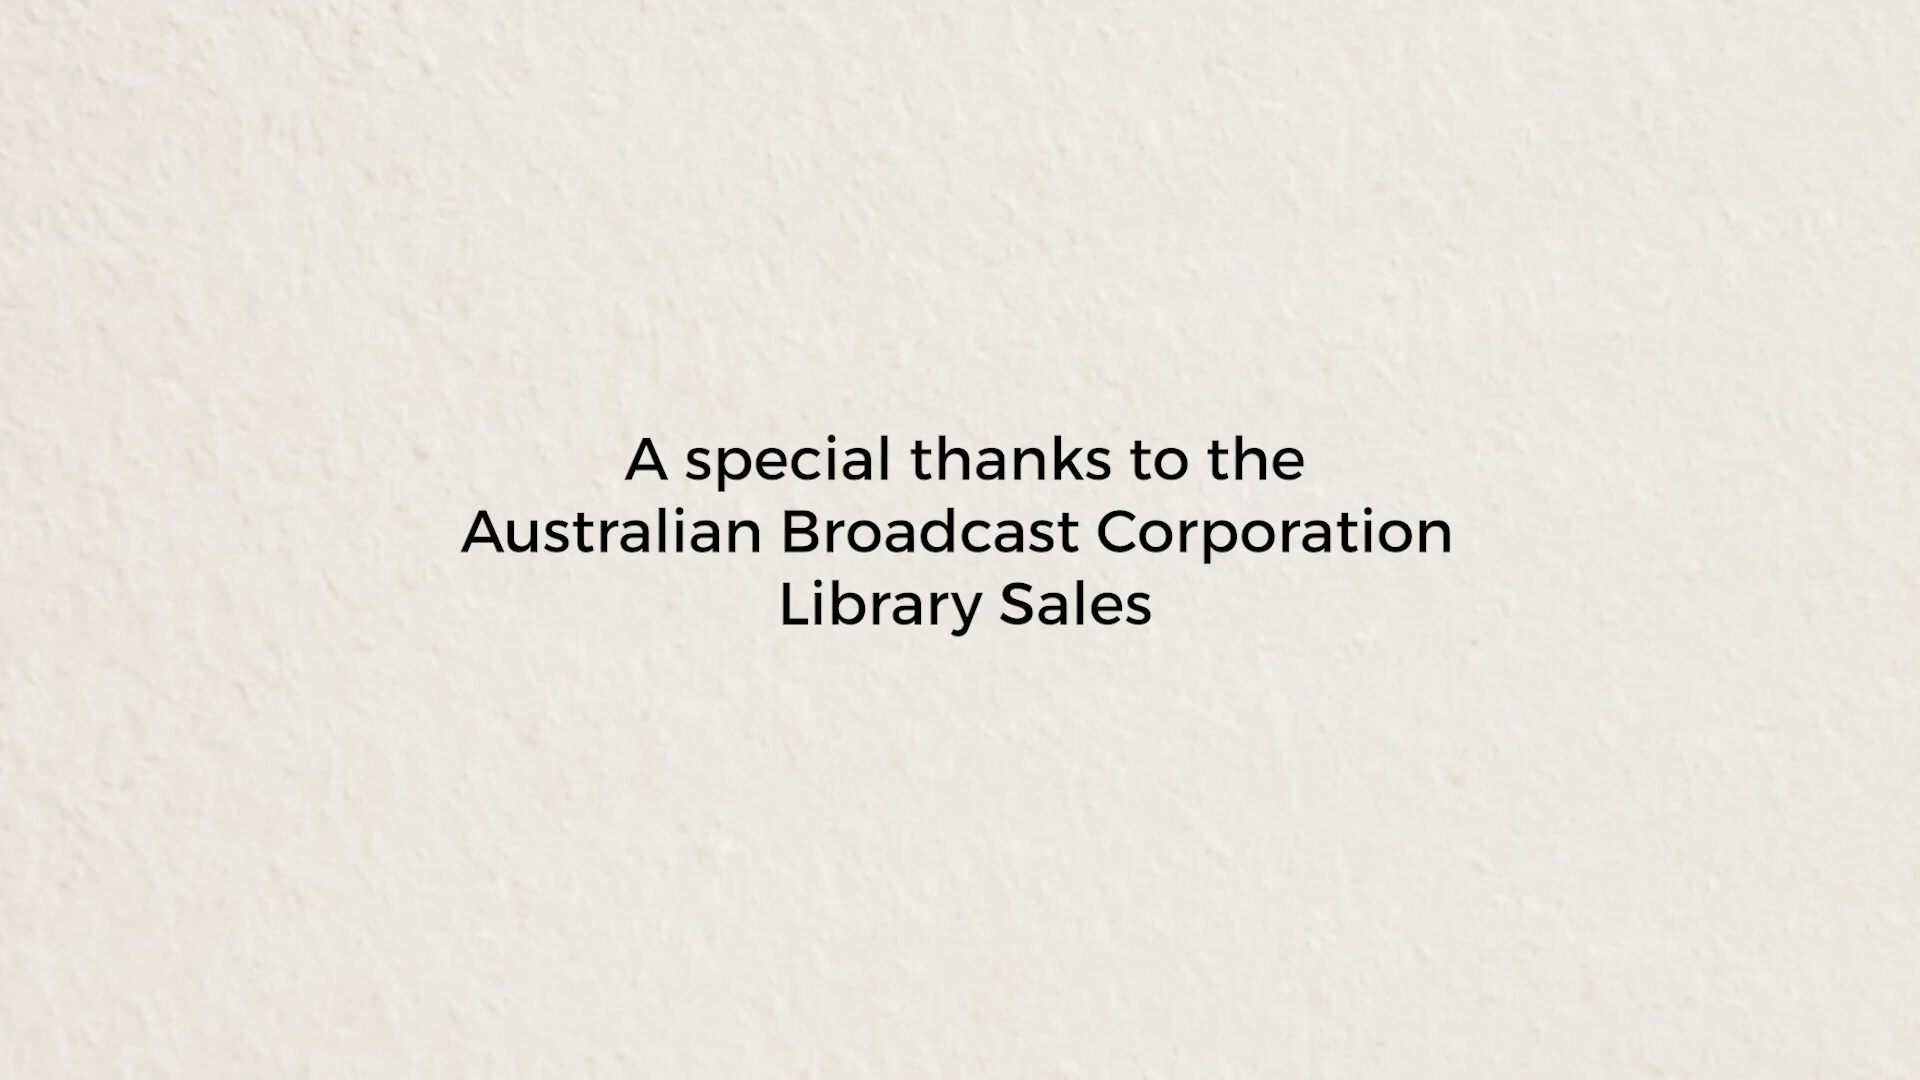 A special thanks to the
Australian Broadcast Corporation
Library Sales